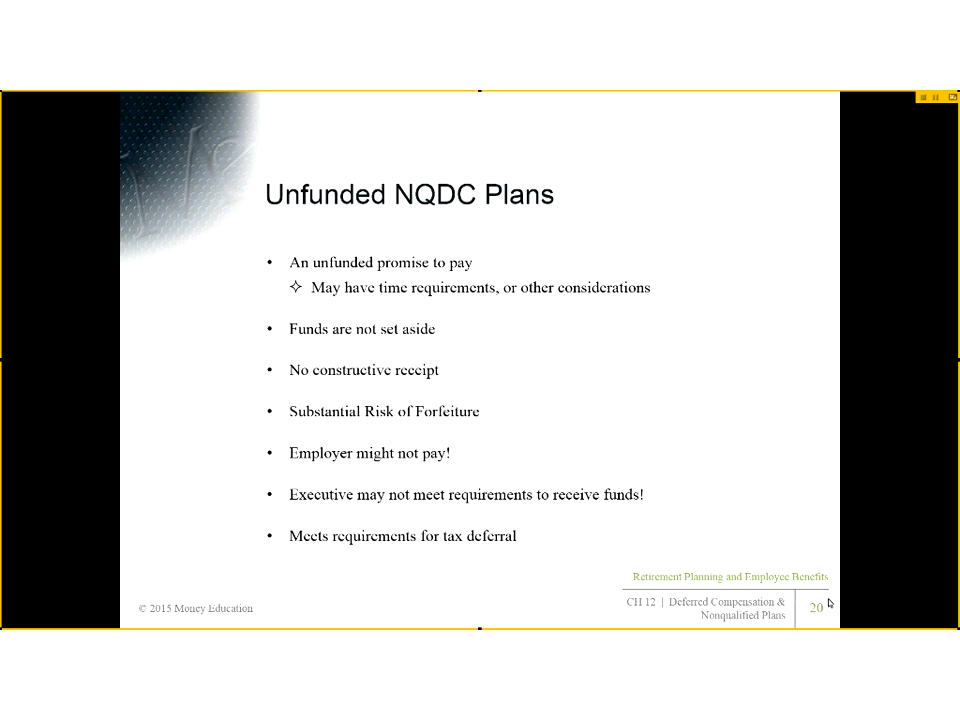 Unfunded NQDC Plans
• An unfunded promise to pay
✧ May have time requirements, or other considerations
• Funds are not set aside
• No constructive receipt
• Substantial Risk of Forfeiture
• Employer might not pay!
• Executive may not meet requirements to receive funds!
• Meets requirements for tax deferral
Retirement Planning and Employee Benefits
© 2015 Money Education
CH 12 | Deferred Compensation &
Nonqualified Plans
20